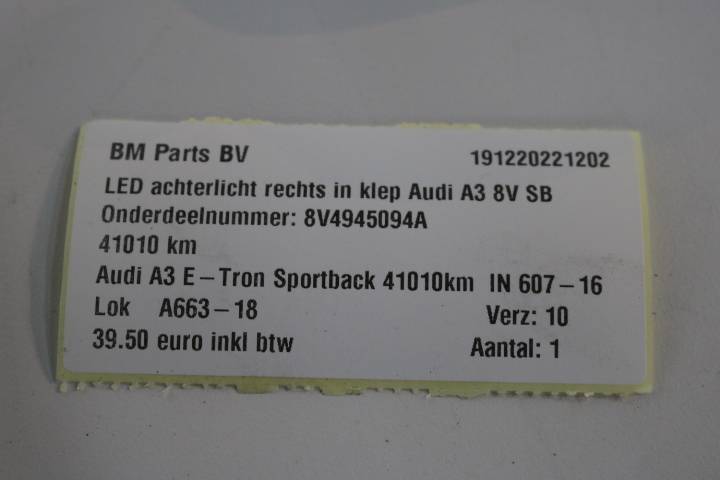 BM Parts BV 191220221202
LED achterlicht rechts in klep Audi A3 8V SB
Onderdeelnummer: 8V4945094A
41010 km
Audi A3 E-Tron Sportback 41010km IN 607-16
Lok A663-18 Verz: 10
39.50 euro inkl btw Aantal: 1